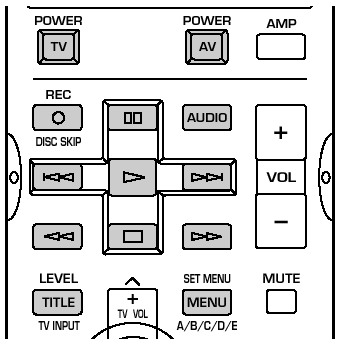 POWER POWER AMP
TV AV
REC
AUDIO
DISC SKIP
+
VOL
−
LEVEL SET MENU MUTE
TITLE + MENU
TV INPUT TV VOL A/B/C/D/E